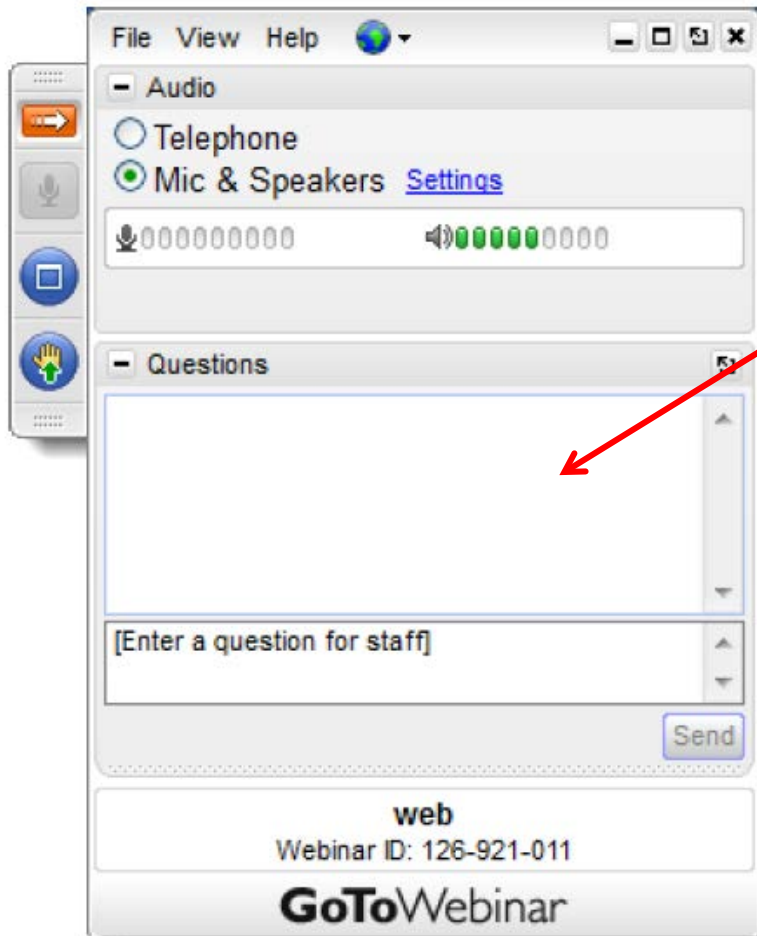 File View Help
Audio
Telephone
Mic & Speakers Settings
Questions
[Enter a question for staff]
Send
web
Webinar ID: 126-921-011
GoToWebinar